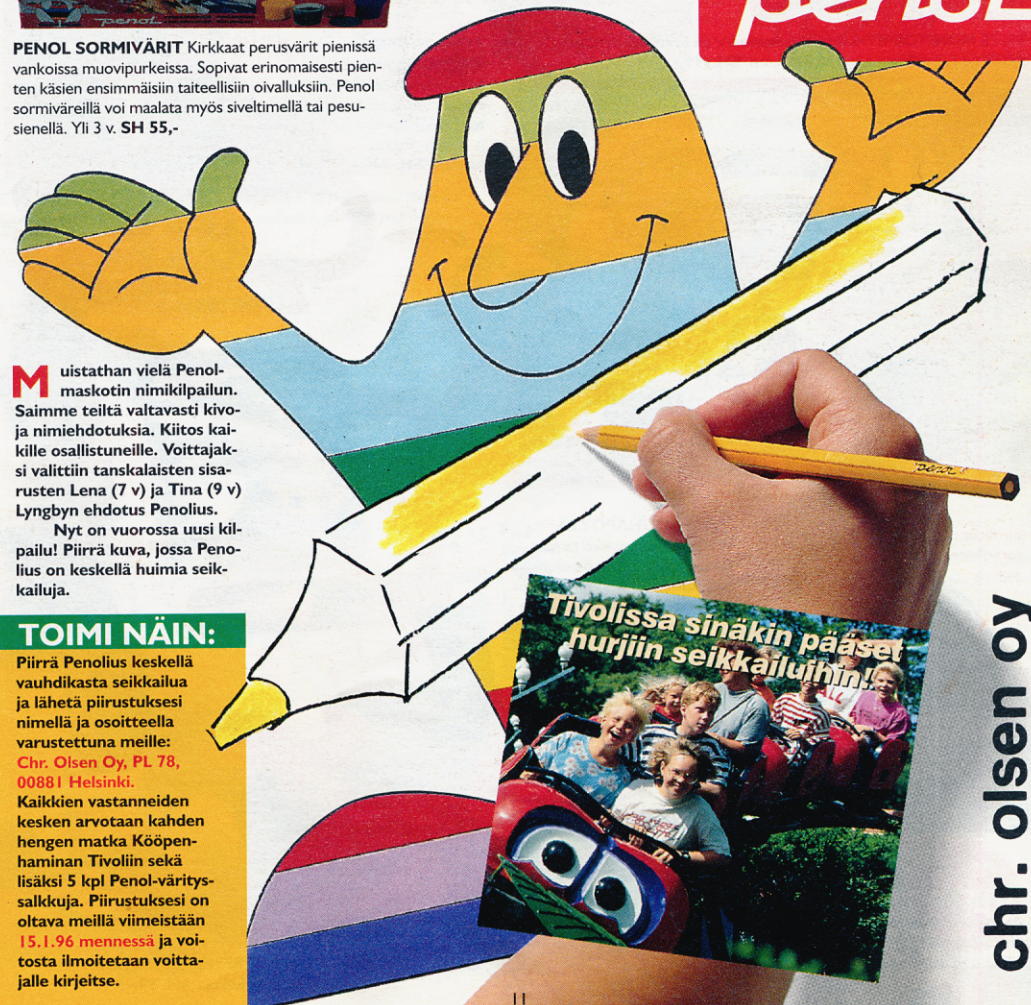 penol
penol
PENOL SORMIVÄRIT Kirkkaat perusvärit pienissä
vankoissa muovipurkeissa. Sopivat erinomaisesti pien-
ten käsien ensimmäisiin taiteellisiin oivalluksiin. Penol
sormiväreillä voi maalata myös siveltimellä tai pesu-
sienellä. Yli 3 v. SH 55,-
Muistathan vielä Penol-
maskotin nimikilpailun.
Saimme teiltä valtavasti kivo-
ja nimiehdotuksia. Kiitos kai-
kille osallistuneille. Voittajak-
si valittiin tanskalaisten sisa-
rusten Lena (7 v) ja Tina (9 v)
Lyngbyn ehdotus Penolius.
Nyt on vuorossa uusi kil-
pailu! Piirrä kuva, jossa Peno-
lius on keskellä huimia seik-
kailuja.
TOIMI NÄIN:
Piirrä Penolius keskellä
vauhdikasta seikkailua
ja lähetä piirustuksesi
nimellä ja osoitteella
varustettuna meille:
Chr. Olsen Oy, PL 78,
00881 Helsinki.
Kaikkien vastanneiden
kesken arvotaan kahden
hengen matka Kööpen-
haminan Tivoliin sekä
lisäksi 5 kpl Penol-väritys-
salkkuja. Piirustuksesi on
oltava meillä viimeistään
15.1.96 mennessä ja voi-
tosta ilmoitetaan voitta-
jalle kirjeitse.
penol
Tivolissa sinäkin pääset
hurjiin seikkailuihin!
chr. olsen oy
11